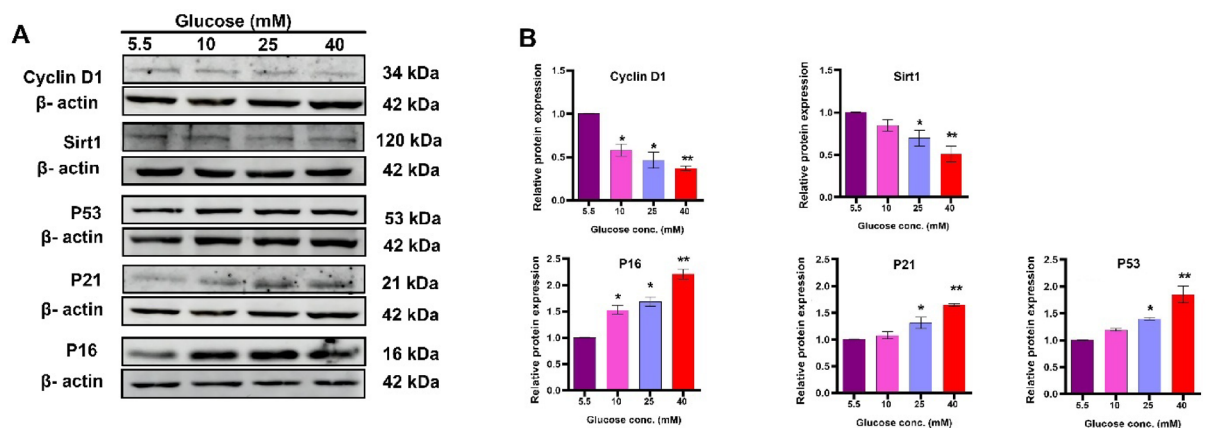 A
Glucose (mM)
5.5 10 25 40
Cyclin D1 34 kDa
β- actin 42 kDa
Sirt1 120 kDa
β- actin 42 kDa
P53 53 kDa
β- actin 42 kDa
P21 21 kDa
β- actin 42 kDa
P16 16 kDa
β- actin 42 kDa
B
Cyclin D1
Relative protein expression
1.5
1.0
0.5
0.0
* * **
5.5 10 25 40
Glucose conc. (mM)
Sirt1
Relative protein expression
1.5
1.0
0.5
0.0
* **
5.5 10 25 40
Glucose conc. (mM)
P16
Relative protein expression
2.5
2.0
1.5
1.0
0.5
0.0
* * **
5.5 10 25 40
Glucose conc. (mM)
P21
Relative protein expression
2.5
2.0
1.5
1.0
0.5
0.0
* **
5.5 10 25 40
Glucose conc. (mM)
P53
Relative protein expression
2.5
2.0
1.5
1.0
0.5
0.0
* **
5.5 10 25 40
Glucose conc. (mM)